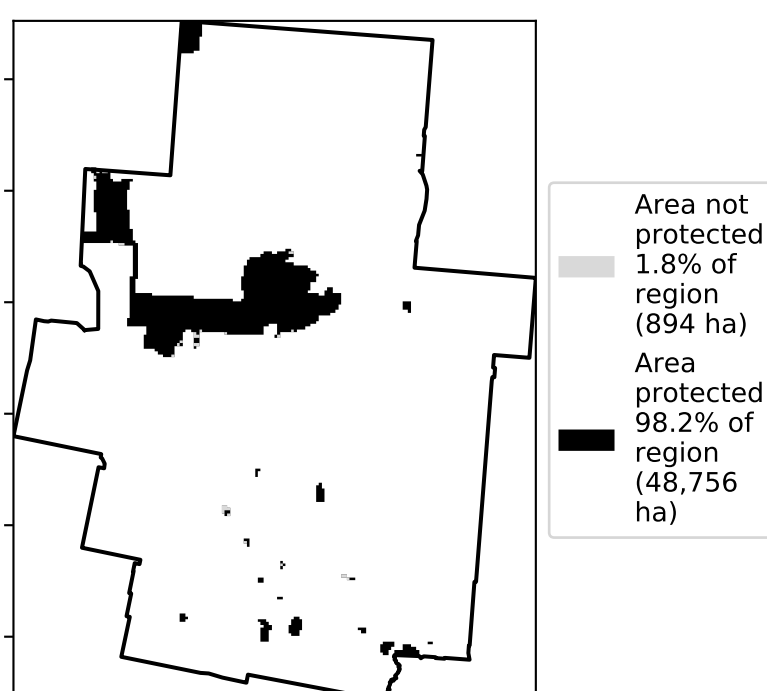 Area not
protected
1.8% of
region
(894 ha)
Area
protected
98.2% of
region
(48,756
ha)